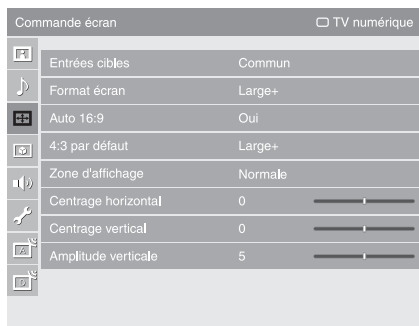 Commande écran TV numérique
Entrées cibles Commun
Format écran Large+
Auto 16:9 Oui
4:3 par défaut Large+
Zone d'affichage Normale
Centrage horizontal 0
Centrage vertical 0
Amplitude verticale 5
A
D